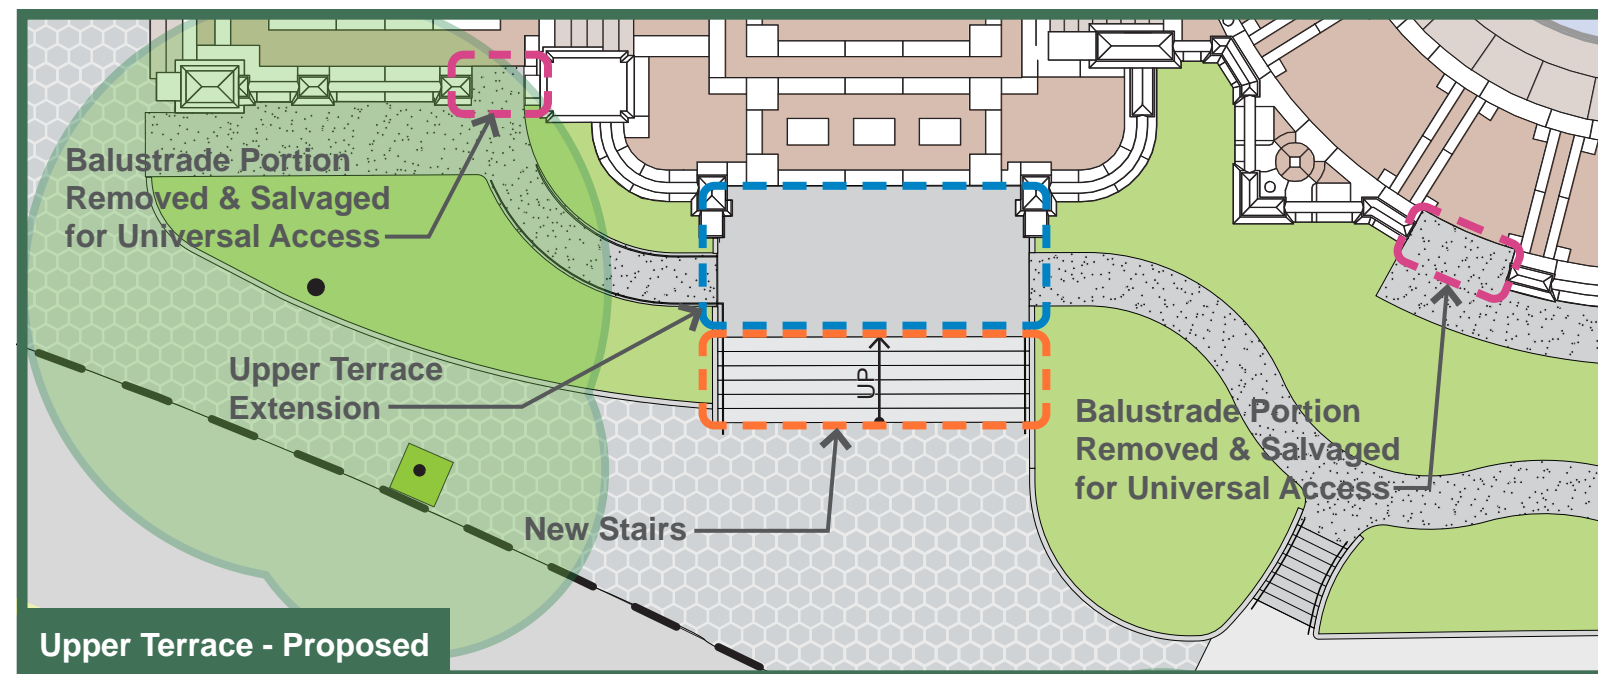 Balustrade Portion
Removed & Salvaged
for Universal Access
Upper Terrace
Extension
UP
New Stairs
Balustrade Portion
Removed & Salvaged
for Universal Access
Upper Terrace - Proposed